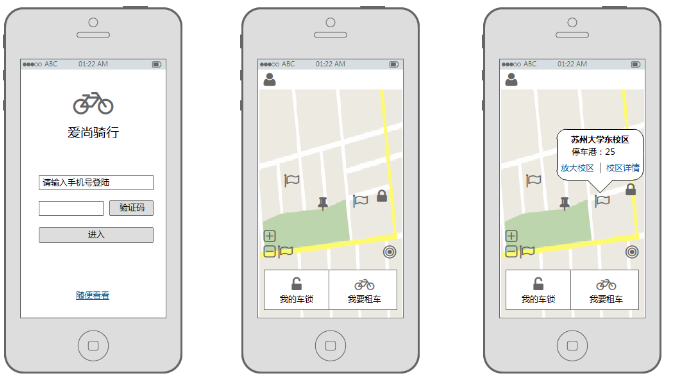 ABC 01:22 AM
爱尚骑行
请输入手机号登陆
验证码
进入
随便看看
ABC 01:22 AM
我的车锁
我要租车
ABC 01:22 AM
苏州大学东校区
停车港：25
放大校区 | 校区详情
我的车锁
我要租车